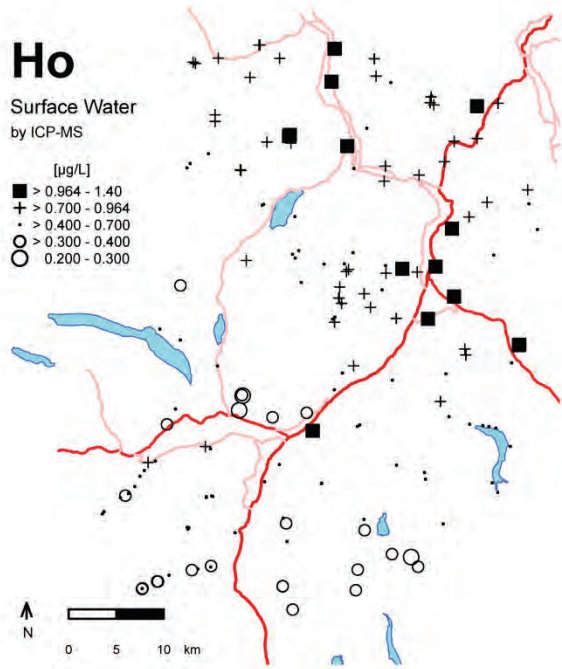 Ho
Surface Water
by ICP-MS
[µg/L]
> 0.964 - 1.40
> 0.700 - 0.964
> 0.400 - 0.700
> 0.300 - 0.400
0.200 - 0.300
N
0 5 10 km